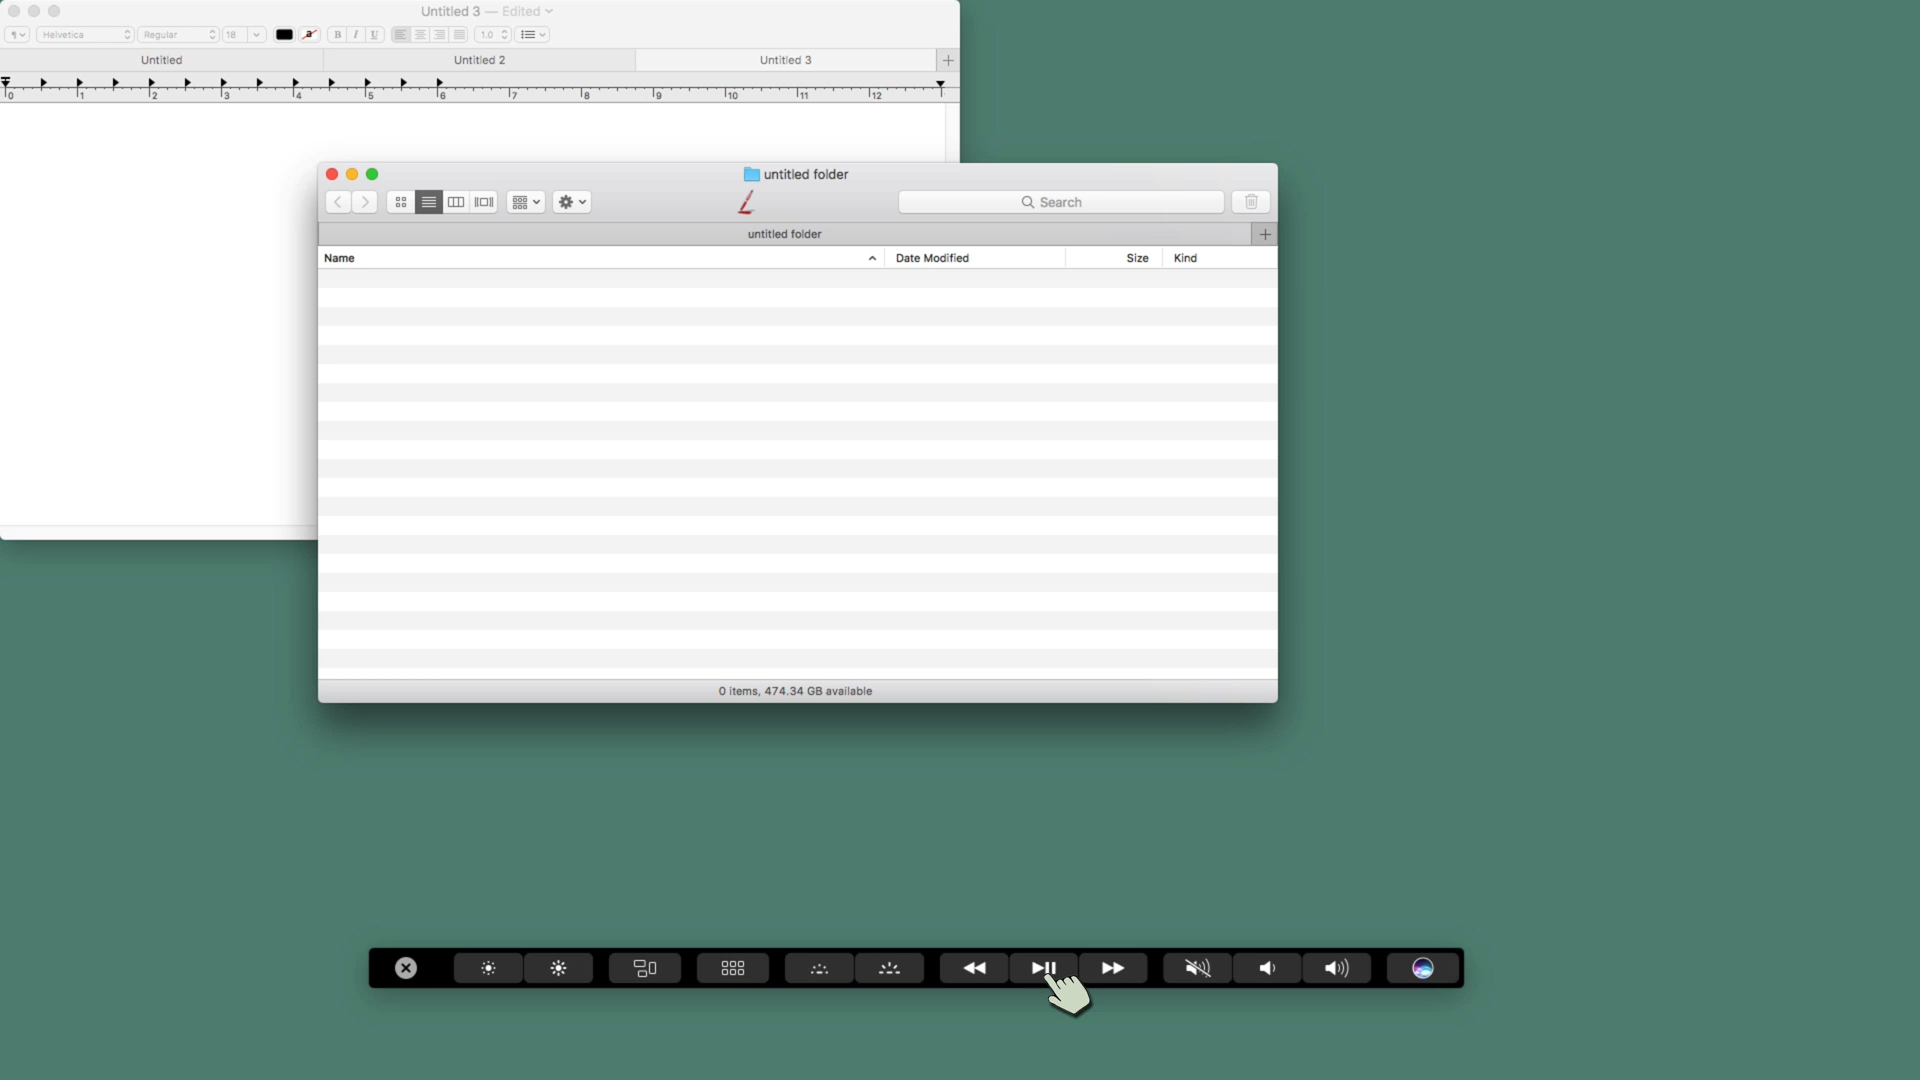 Untitled 3 — Edited
¶ Helvetica Regular 18 a B I U 1.0
Untitled Untitled 2 Untitled 3 +
0 1 2 3 4 5 6 7 8 9 10 11 12
untitled folder
Search
untitled folder +
Name Date Modified Size Kind
0 items, 474.34 GB available